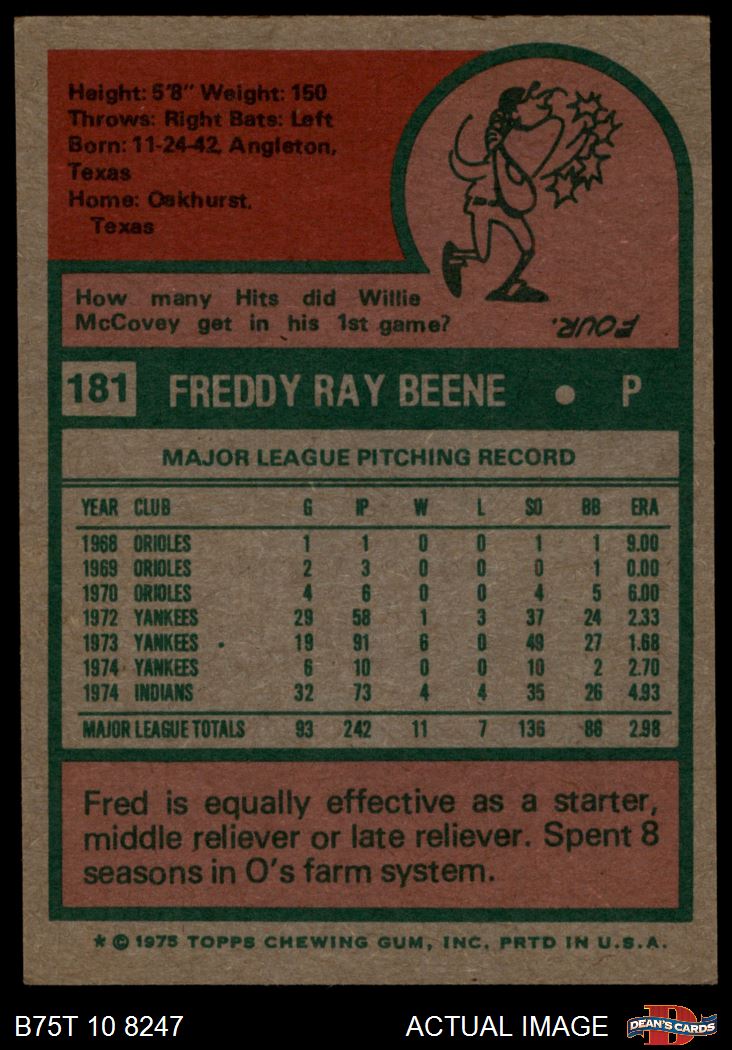 Height: 5'8" Weight: 150
Throws: Right Bats: Left
Born: 11-24-42, Angleton,
Texas
Home: Oakhurst,
Texas
How many Hits did Willie
McCovey get in his 1st game?
FOUR.
181 FREDDY RAY BEENE • P
MAJOR LEAGUE PITCHING RECORD
YEAR CLUB G IP W L SO BB ERA
1968 ORIOLES 1 1 0 0 1 1 9.00
1969 ORIOLES 2 3 0 0 0 1 0.00
1970 ORIOLES 4 6 0 0 4 5 6.00
1972 YANKEES 29 58 1 3 37 24 2.33
1973 YANKEES 19 91 6 0 49 27 1.68
1974 YANKEES 6 10 0 0 10 2 2.70
1974 INDIANS 32 73 4 4 35 26 4.93
MAJOR LEAGUE TOTALS 93 242 11 7 136 86 2.98
Fred is equally effective as a starter,
middle reliever or late reliever. Spent 8
seasons in O's farm system.
* © 1975 TOPPS CHEWING GUM, INC. PRTD IN U.S.A.
B75T 10 8247 ACTUAL IMAGE D DEAN'S CARDS